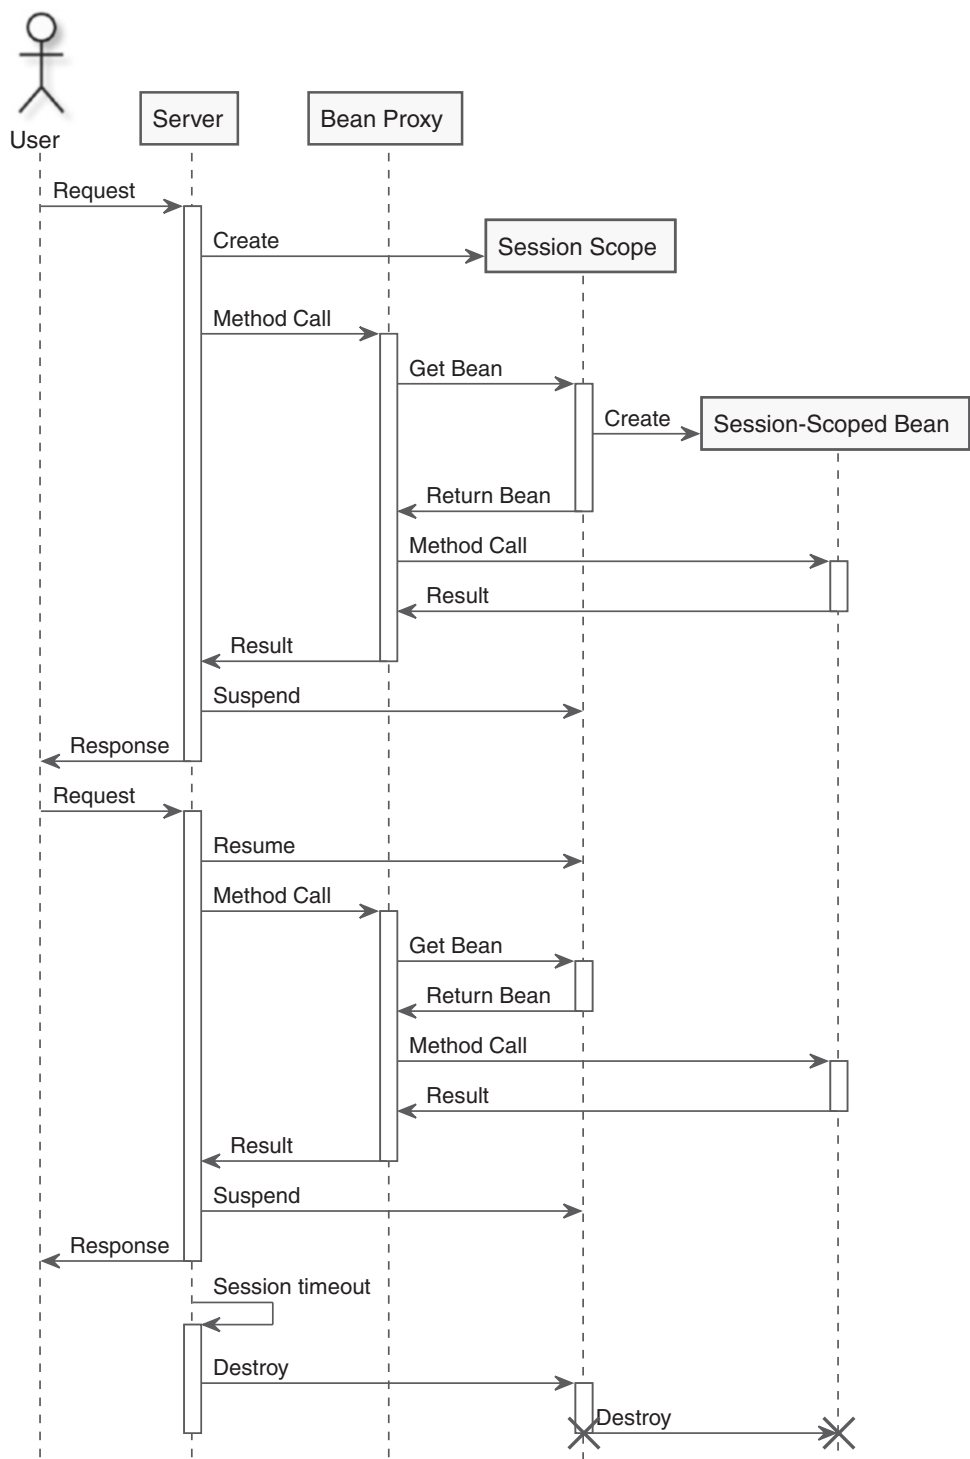 User
Server
Bean Proxy
Request
Create
Session Scope
Method Call
Get Bean
Create
Session-Scoped Bean
Return Bean
Method Call
Result
Result
Suspend
Response
Request
Resume
Method Call
Get Bean
Return Bean
Method Call
Result
Result
Suspend
Response
Session timeout
Destroy
Destroy